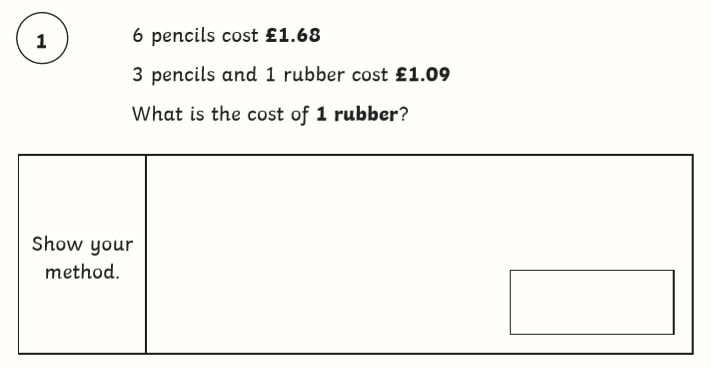 1
6 pencils cost £1.68
3 pencils and 1 rubber cost £1.09
What is the cost of 1 rubber?
Show your
method.